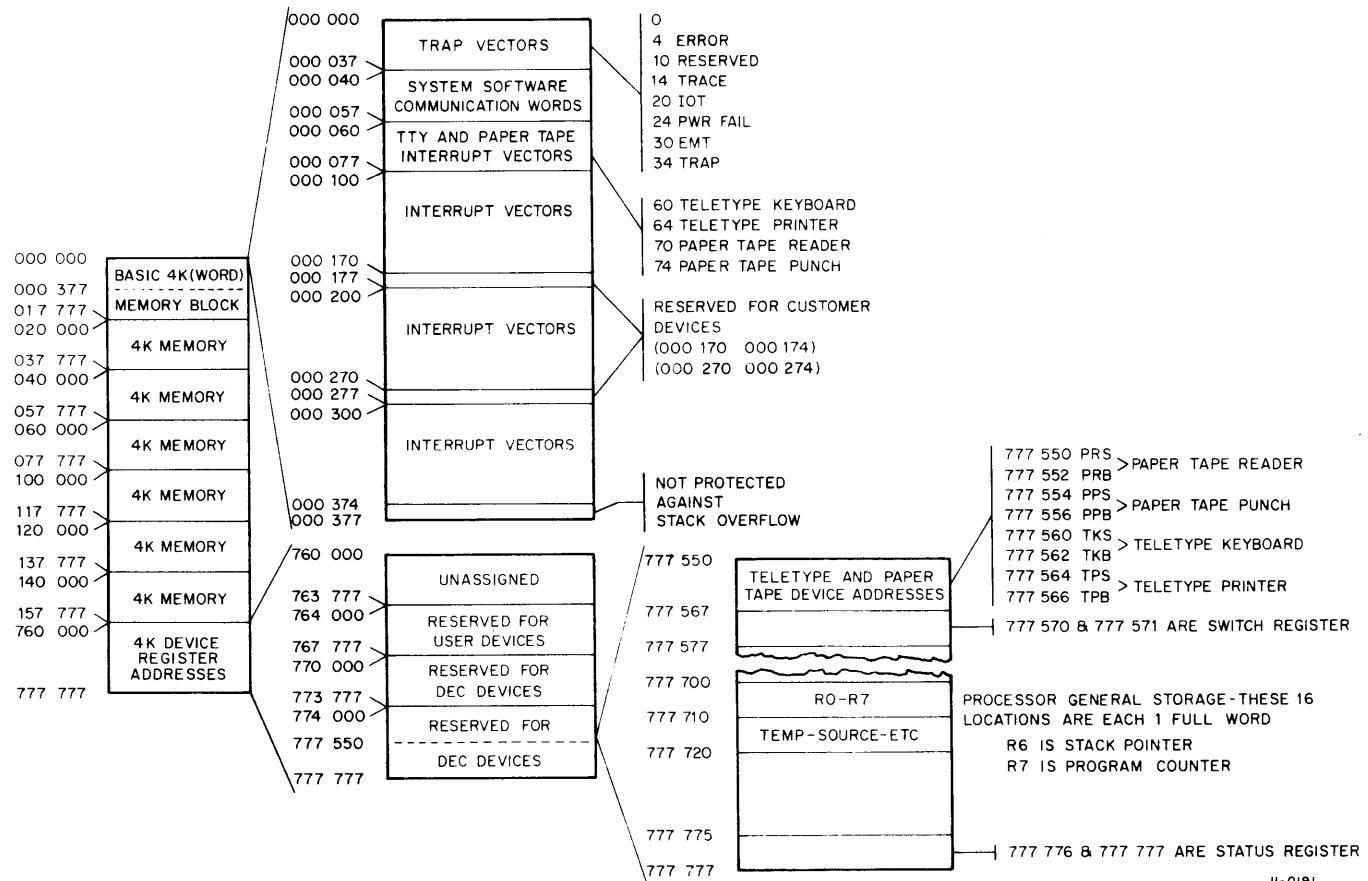 000 000
000 377
017 777
020 000
037 777
040 000
057 777
060 000
077 777
100 000
117 777
120 000
137 777
140 000
157 777
760 000
777 777
BASIC 4K(WORD)
MEMORY BLOCK
4K MEMORY
4K MEMORY
4K MEMORY
4K MEMORY
4K MEMORY
4K MEMORY
4K DEVICE
REGISTER
ADDRESSES
000 000
000 037
000 040
000 057
000 060
000 077
000 100
000 170
000 177
000 200
000 270
000 277
000 300
000 374
000 377
TRAP VECTORS
SYSTEM SOFTWARE
COMMUNICATION WORDS
TTY AND PAPER TAPE
INTERRUPT VECTORS
INTERRUPT VECTORS
INTERRUPT VECTORS
INTERRUPT VECTORS
0
4 ERROR
10 RESERVED
14 TRACE
20 IOT
24 PWR FAIL
30 EMT
34 TRAP
60 TELETYPE KEYBOARD
64 TELETYPE PRINTER
70 PAPER TAPE READER
74 PAPER TAPE PUNCH
RESERVED FOR CUSTOMER
DEVICES
(000 170 000 174)
(000 270 000 274)
NOT PROTECTED
AGAINST
STACK OVERFLOW
760 000
763 777
764 000
767 777
770 000
773 777
774 000
777 550
777 777
UNASSIGNED
RESERVED FOR
USER DEVICES
RESERVED FOR
DEC DEVICES
RESERVED FOR
DEC DEVICES
777 550
777 567
777 577
777 700
777 710
777 720
777 775
777 777
TELETYPE AND PAPER
TAPE DEVICE ADDRESSES
RO-R7
TEMP-SOURCE-ETC
777 550 PRS
777 552 PRB
> PAPER TAPE READER
777 554 PPS
777 556 PPB
> PAPER TAPE PUNCH
777 560 TKS
777 562 TKB
> TELETYPE KEYBOARD
777 564 TPS
777 566 TPB
> TELETYPE PRINTER
777 570 & 777 571 ARE SWITCH REGISTER
PROCESSOR GENERAL STORAGE-THESE 16
LOCATIONS ARE EACH 1 FULL WORD
R6 IS STACK POINTER
R7 IS PROGRAM COUNTER
777 776 & 777 777 ARE STATUS REGISTER